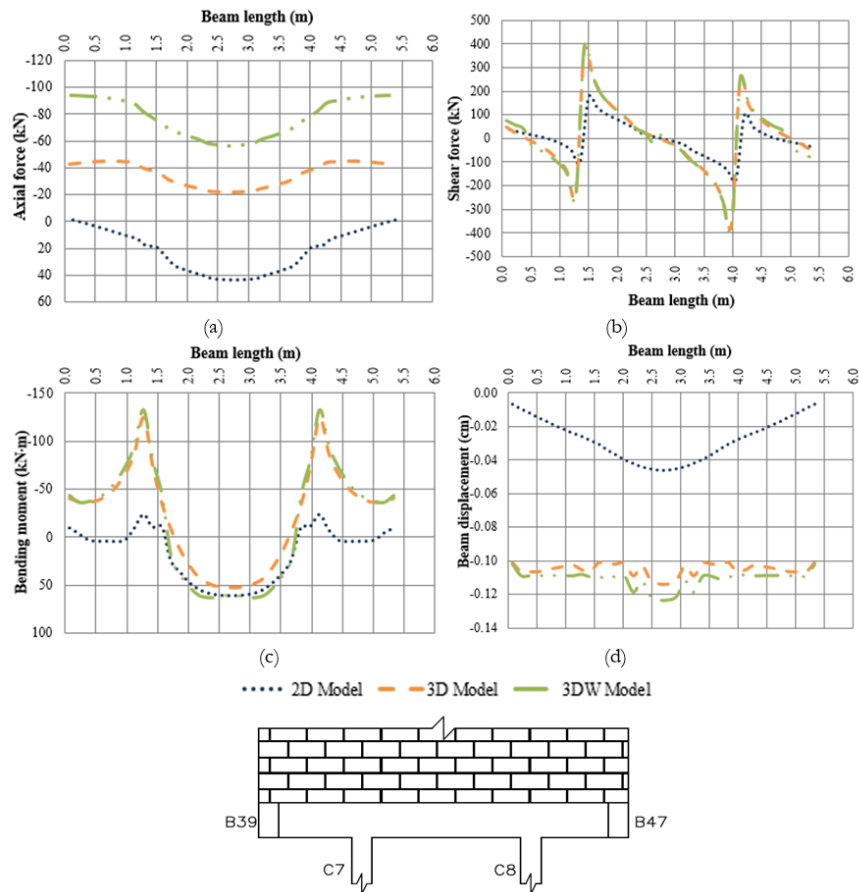 Beam length (m)
0.0 0.5 1.0 1.5 2.0 2.5 3.0 3.5 4.0 4.5 5.0 5.5 6.0
-120
-100
-80
-60
-40
-20
0
20
40
60
Axial force (kN)
(a)
500
400
300
200
100
0
-100
-200
-300
-400
-500
Shear force (kN)
0.0 0.5 1.0 1.5 2.0 2.5 3.0 3.5 4.0 4.5 5.0 5.5 6.0
Beam length (m)
(b)
Beam length (m)
0.0 0.5 1.0 1.5 2.0 2.5 3.0 3.5 4.0 4.5 5.0 5.5 6.0
-150
-100
-50
0
50
100
Bending moment (kN·m)
(c)
Beam length (m)
0.0 0.5 1.0 1.5 2.0 2.5 3.0 3.5 4.0 4.5 5.0 5.5 6.0
0.00
-0.02
-0.04
-0.06
-0.08
-0.10
-0.12
-0.14
Beam displacement (cm)
(d)
2D Model 3D Model 3DW Model
B39 B47
C7 C8